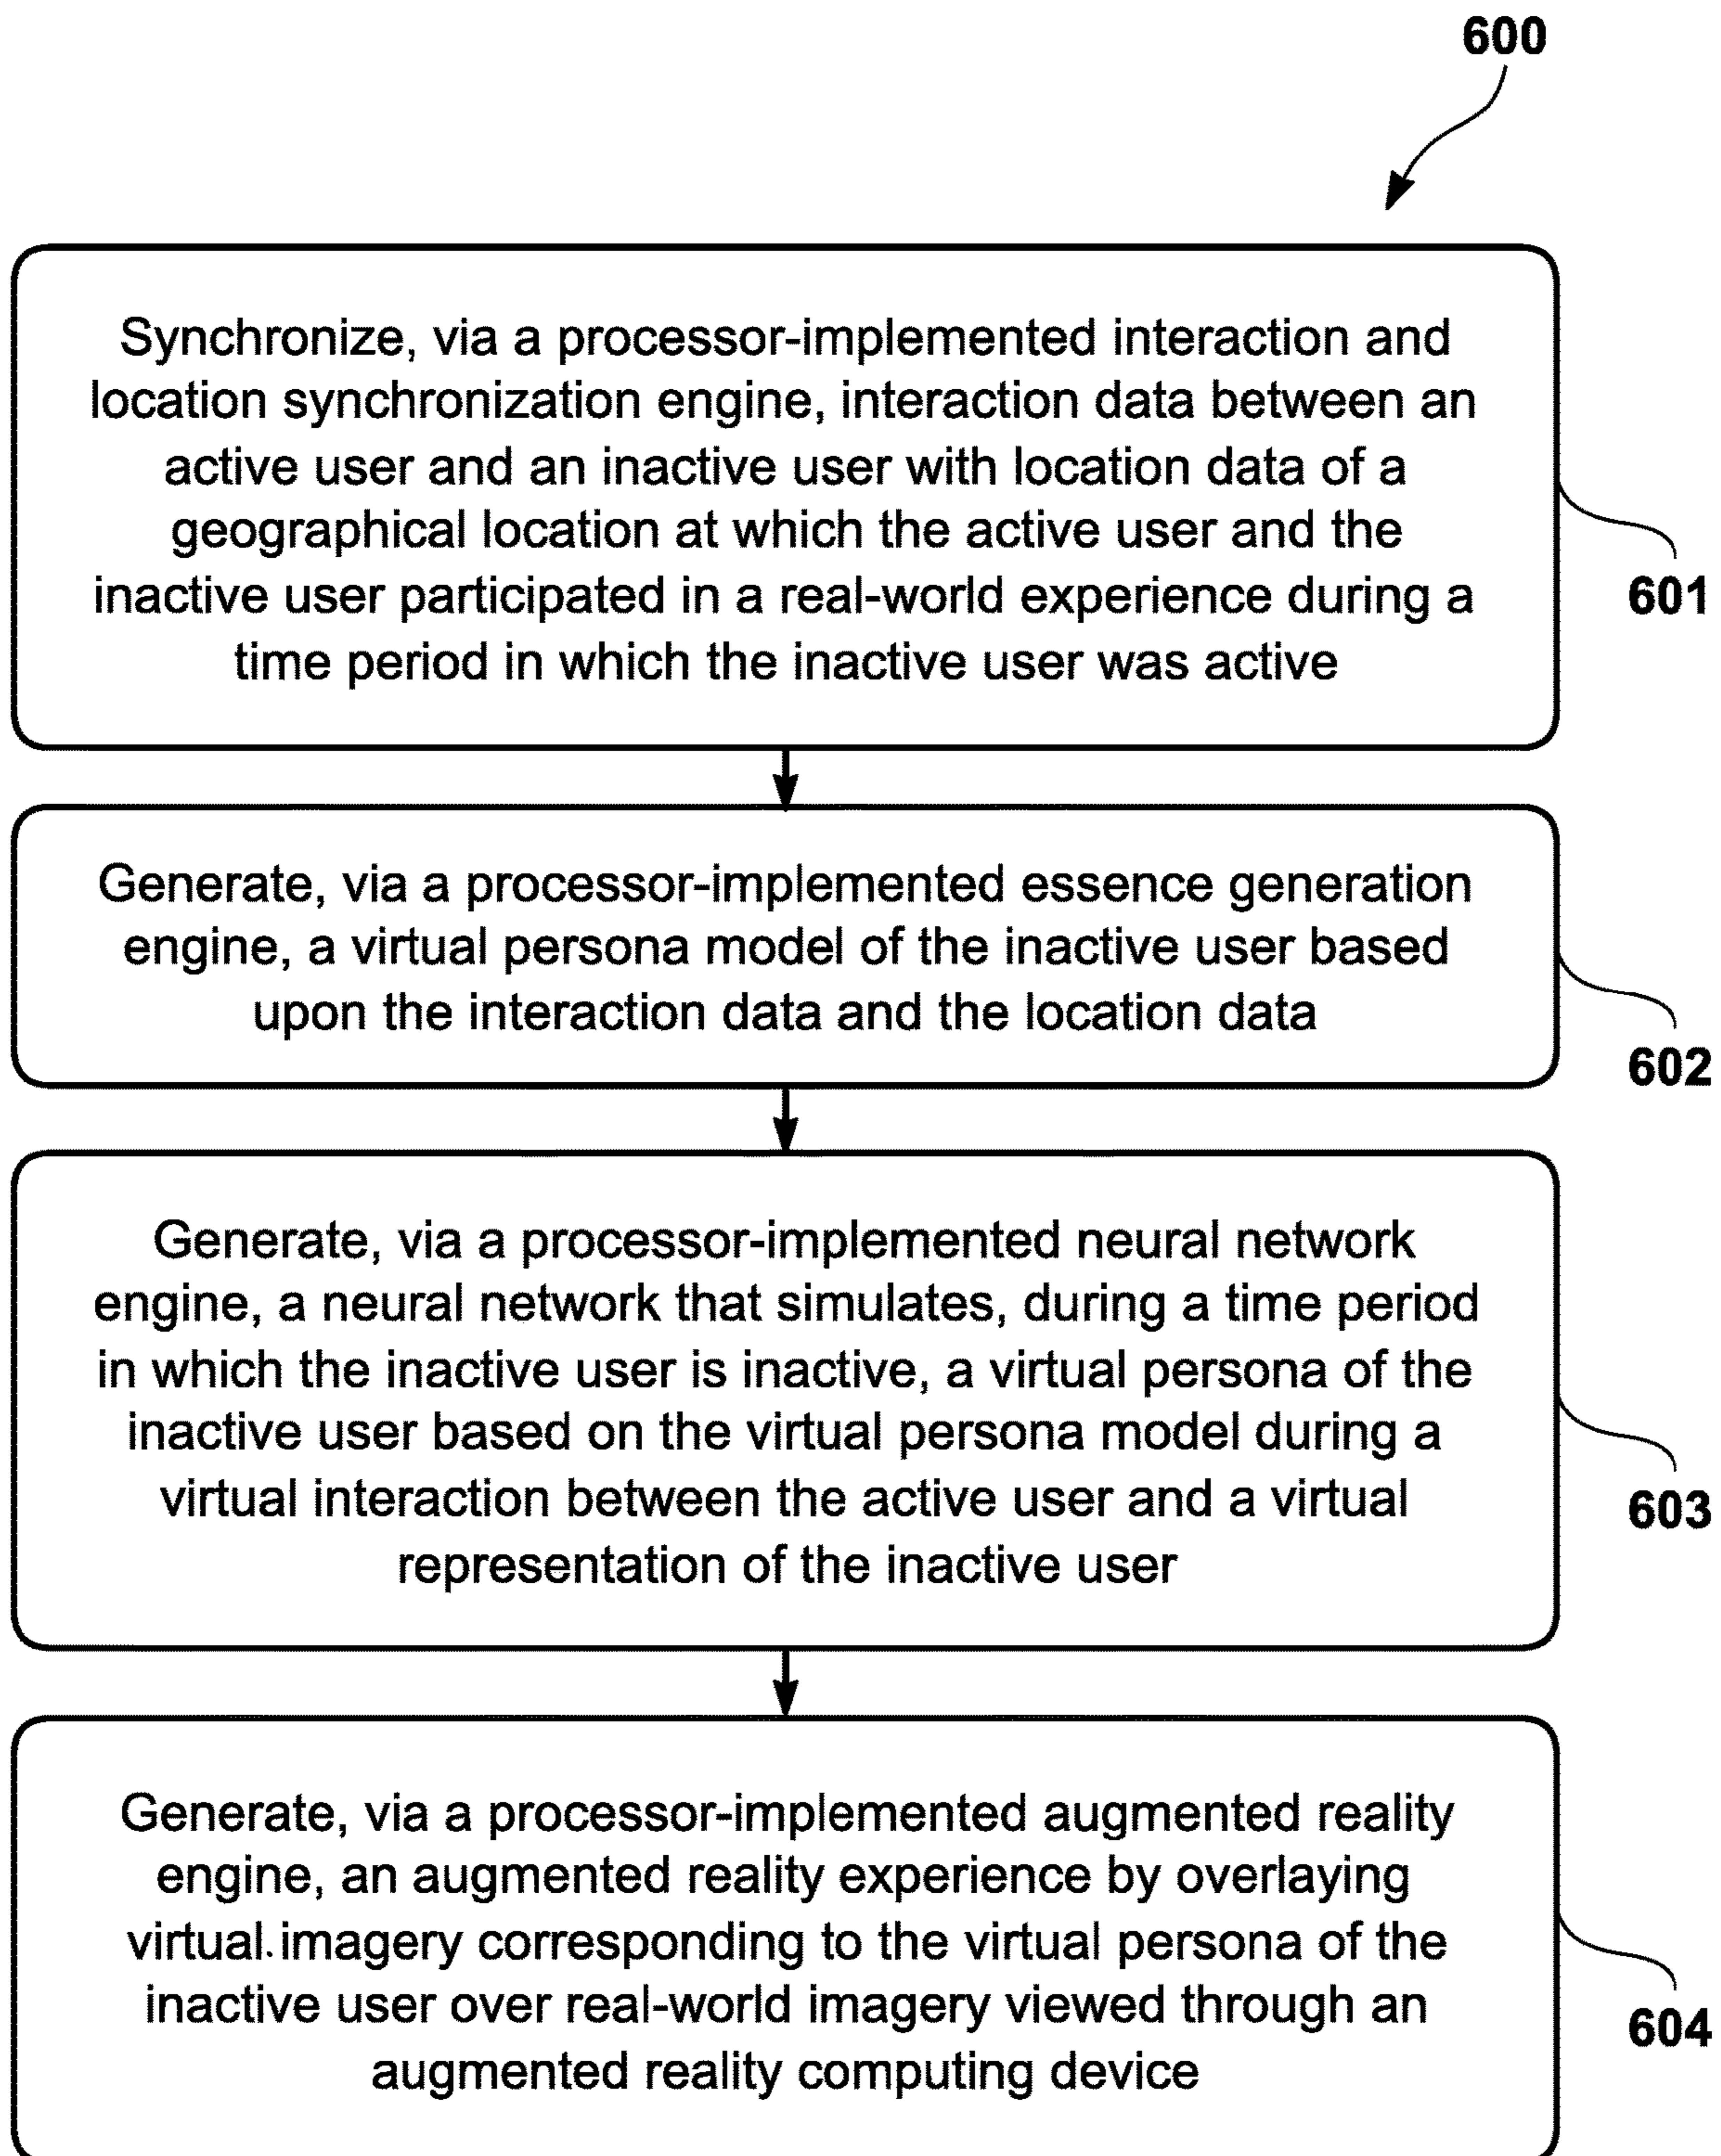 600
Synchronize, via a processor-implemented interaction and
location synchronization engine, interaction data between an
active user and an inactive user with location data of a
geographical location at which the active user and the
inactive user participated in a real-world experience during a
time period in which the inactive user was active
601
Generate, via a processor-implemented essence generation
engine, a virtual persona model of the inactive user based
upon the interaction data and the location data
602
Generate, via a processor-implemented neural network
engine, a neural network that simulates, during a time period
in which the inactive user is inactive, a virtual persona of the
inactive user based on the virtual persona model during a
virtual interaction between the active user and a virtual
representation of the inactive user
603
Generate, via a processor-implemented augmented reality
engine, an augmented reality experience by overlaying
virtual imagery corresponding to the virtual persona of the
inactive user over real-world imagery viewed through an
augmented reality computing device
604